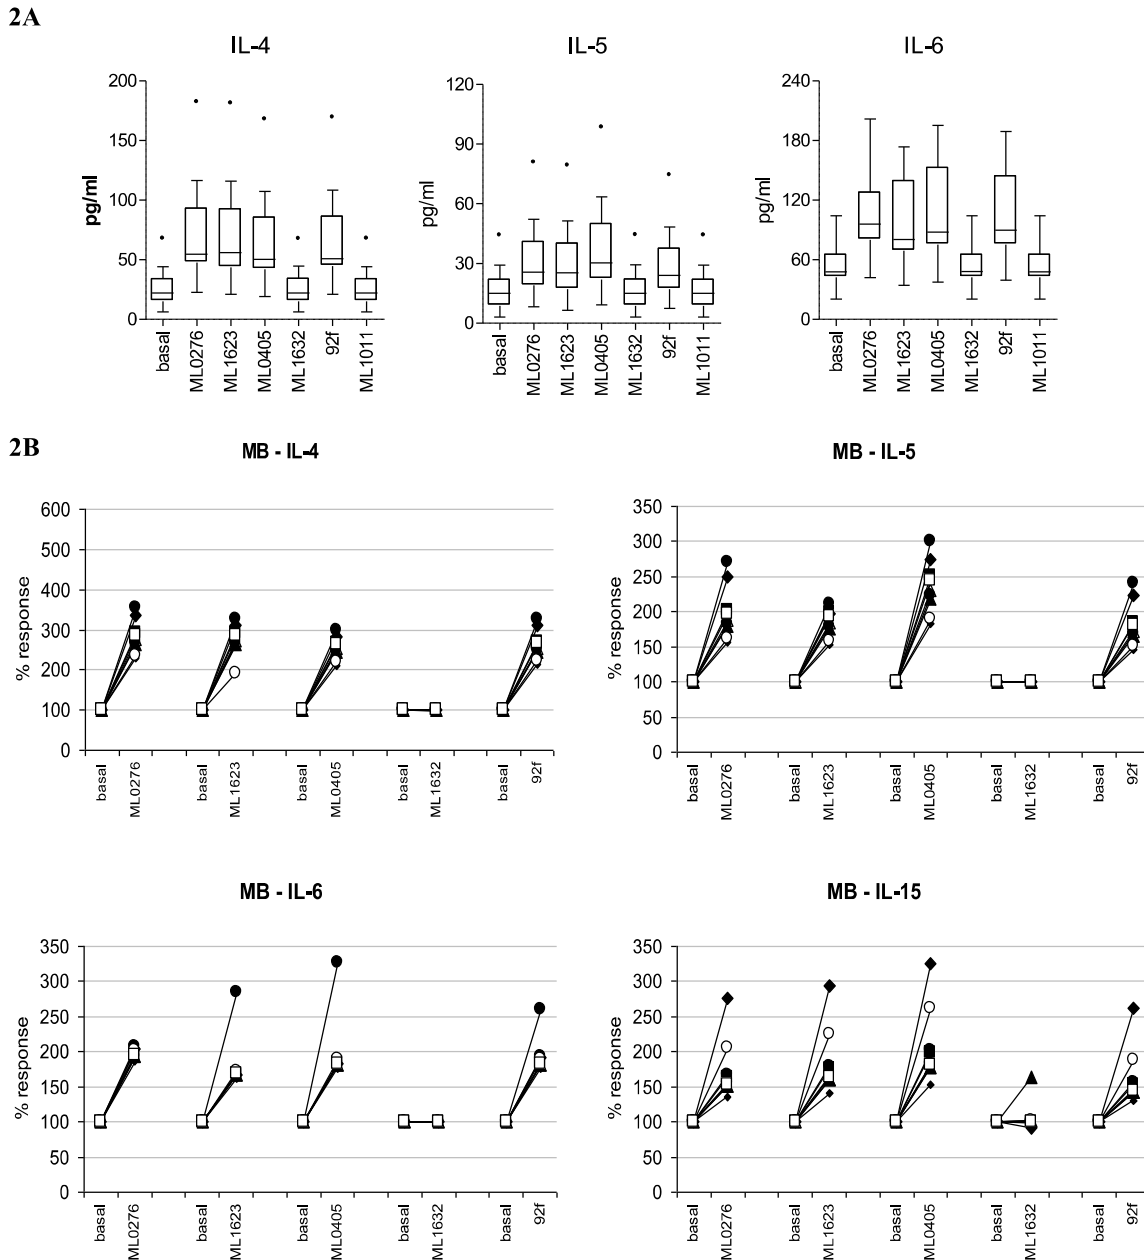 2A
IL-4
IL-5
IL-6
200
150
100
50
0
pg/ml
basal
ML0276
ML1623
ML0405
ML1632
92f
ML1011
120
90
60
30
0
pg/ml
basal
ML0276
ML1623
ML0405
ML1632
92f
ML1011
240
180
120
60
0
pg/ml
basal
ML0276
ML1623
ML0405
ML1632
92f
ML1011
2B
MB - IL-4
600
500
400
300
200
100
0
% response
basal
ML0276
basal
ML1623
basal
ML0405
basal
ML1632
basal
92f
MB - IL-5
350
300
250
200
150
100
50
0
% response
basal
ML0276
basal
ML1623
basal
ML0405
basal
ML1632
basal
92f
MB - IL-6
350
300
250
200
150
100
50
0
% response
basal
ML0276
basal
ML1623
basal
ML0405
basal
ML1632
basal
92f
MB - IL-15
350
300
250
200
150
100
50
0
% response
basal
ML0276
basal
ML1623
basal
ML0405
basal
ML1632
basal
92f